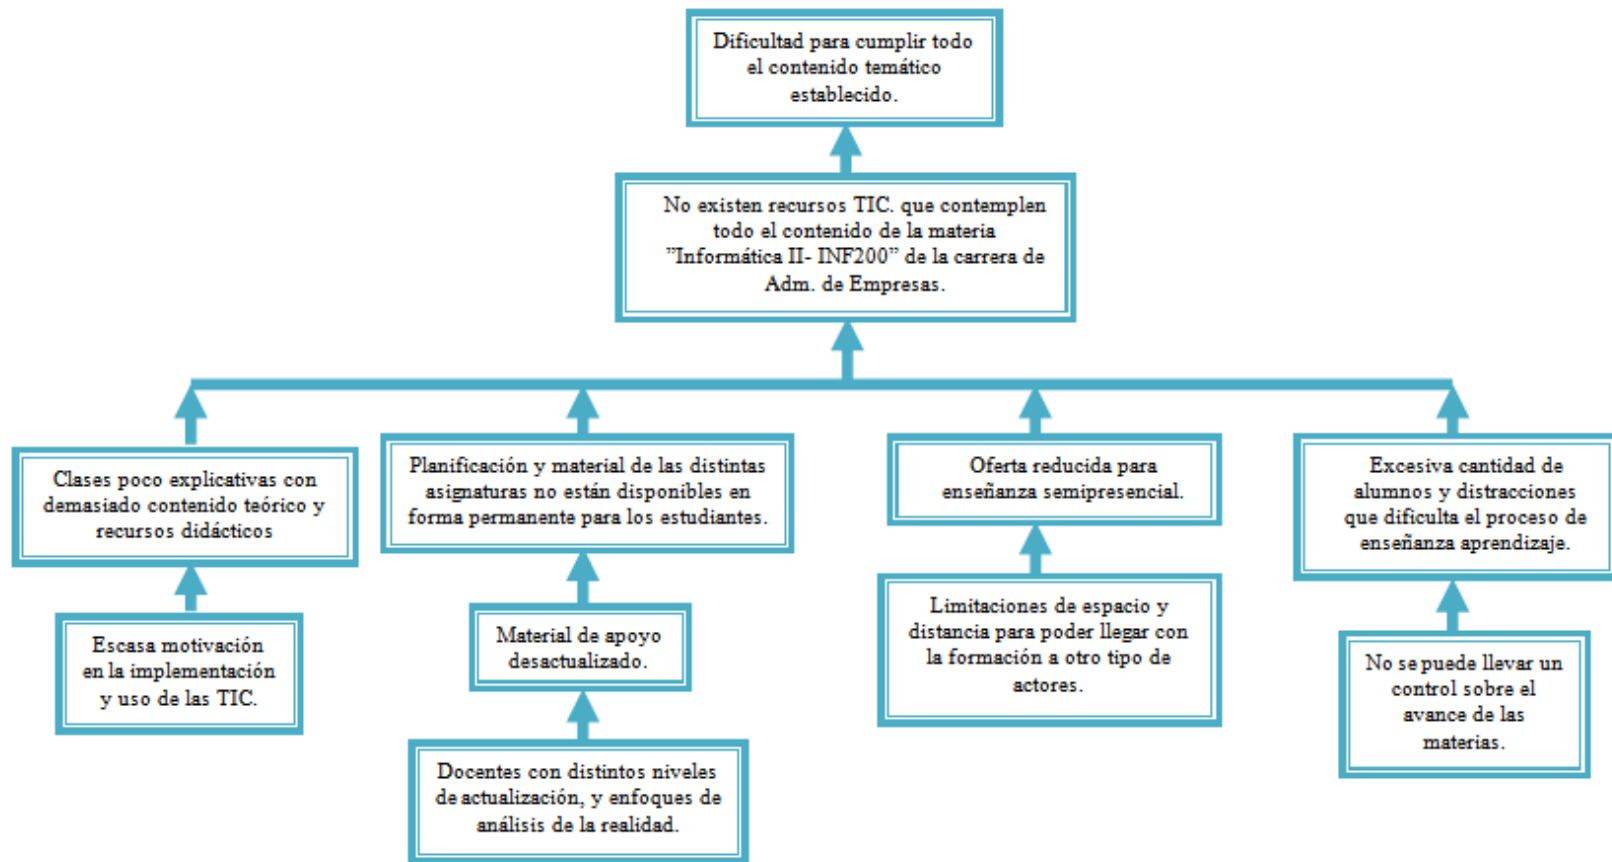 Dificultad para cumplir todo
el contenido temático
establecido.
No existen recursos TIC. que contemplen
todo el contenido de la materia
”Informática II- INF200” de la carrera de
Adm. de Empresas.
Clases poco explicativas con
demasiado contenido teórico y
recursos didácticos
Planificación y material de las distintas
asignaturas no están disponibles en
forma permanente para los estudiantes.
Oferta reducida para
enseñanza semipresencial.
Excesiva cantidad de
alumnos y distracciones
que dificulta el proceso de
enseñanza aprendizaje.
Escasa motivación
en la implementación
y uso de las TIC.
Material de apoyo
desactualizado.
Limitaciones de espacio y
distancia para poder llegar con
la formación a otro tipo de
actores.
No se puede llevar un
control sobre el
avance de las
materias.
Docentes con distintos niveles
de actualización, y enfoques de
análisis de la realidad.